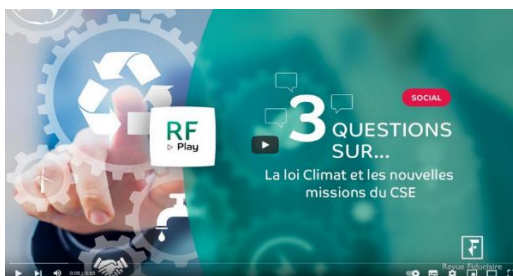 SOCIAL
RF
Play
3 QUESTIONS
SUR...
La loi Climat et les nouvelles
missions du CSE
Revue Fiduciaire